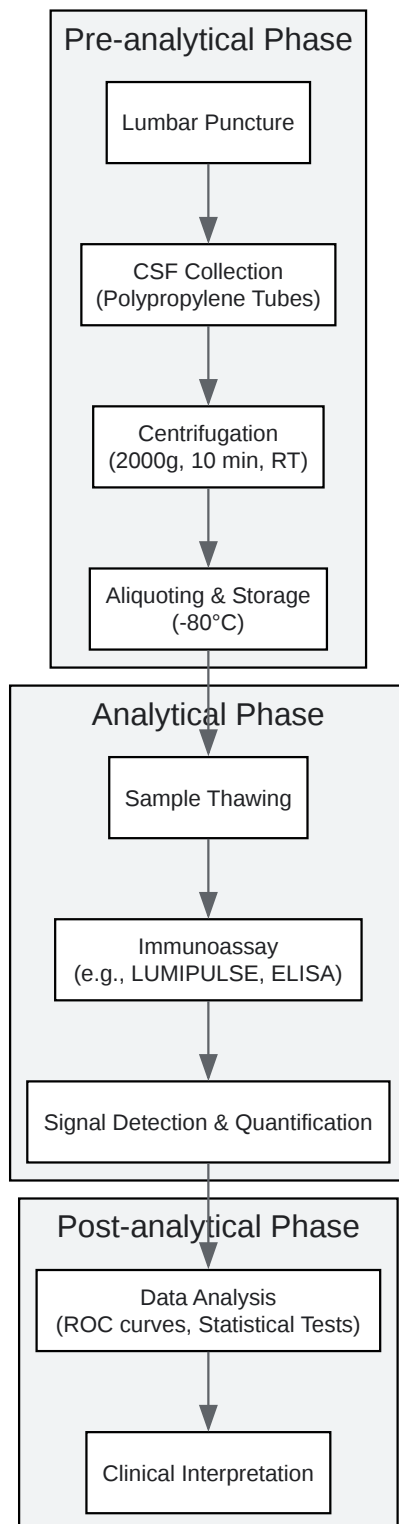 Pre-analytical Phase
Lumbar Puncture
CSF Collection
(Polypropylene Tubes)
Centrifugation
(2000g, 10 min, RT)
Aliquoting & Storage
(-80°C)
Analytical Phase
Sample Thawing
Immunoassay
(e.g., LUMIPULSE, ELISA)
Signal Detection & Quantification
Post-analytical Phase
Data Analysis
(ROC curves, Statistical Tests)
Clinical Interpretation